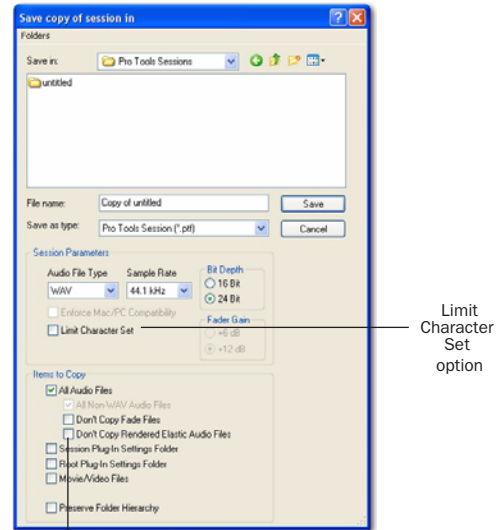 Save copy of session in
Folders
Save in: Pro Tools Sessions
untitled
File name: Copy of untitled Save
Save as type: Pro Tools Session (*.ptf) Cancel
Session Parameters
Audio File Type Sample Rate Bit Depth
WAV 44.1 kHz 16 Bit
24 Bit
Enforce Mac/PC Compatibility
Limit Character Set
Fader Gain
+6 dB
+12 dB
Limit
Character
Set
option
Items to Copy
All Audio Files
All Non-WAV Audio Files
Don't Copy Fade Files
Don't Copy Rendered Elastic Audio Files
Session Plug-In Settings Folder
Root Plug-In Settings Folder
Movie/Video Files
Preserve Folder Hierarchy